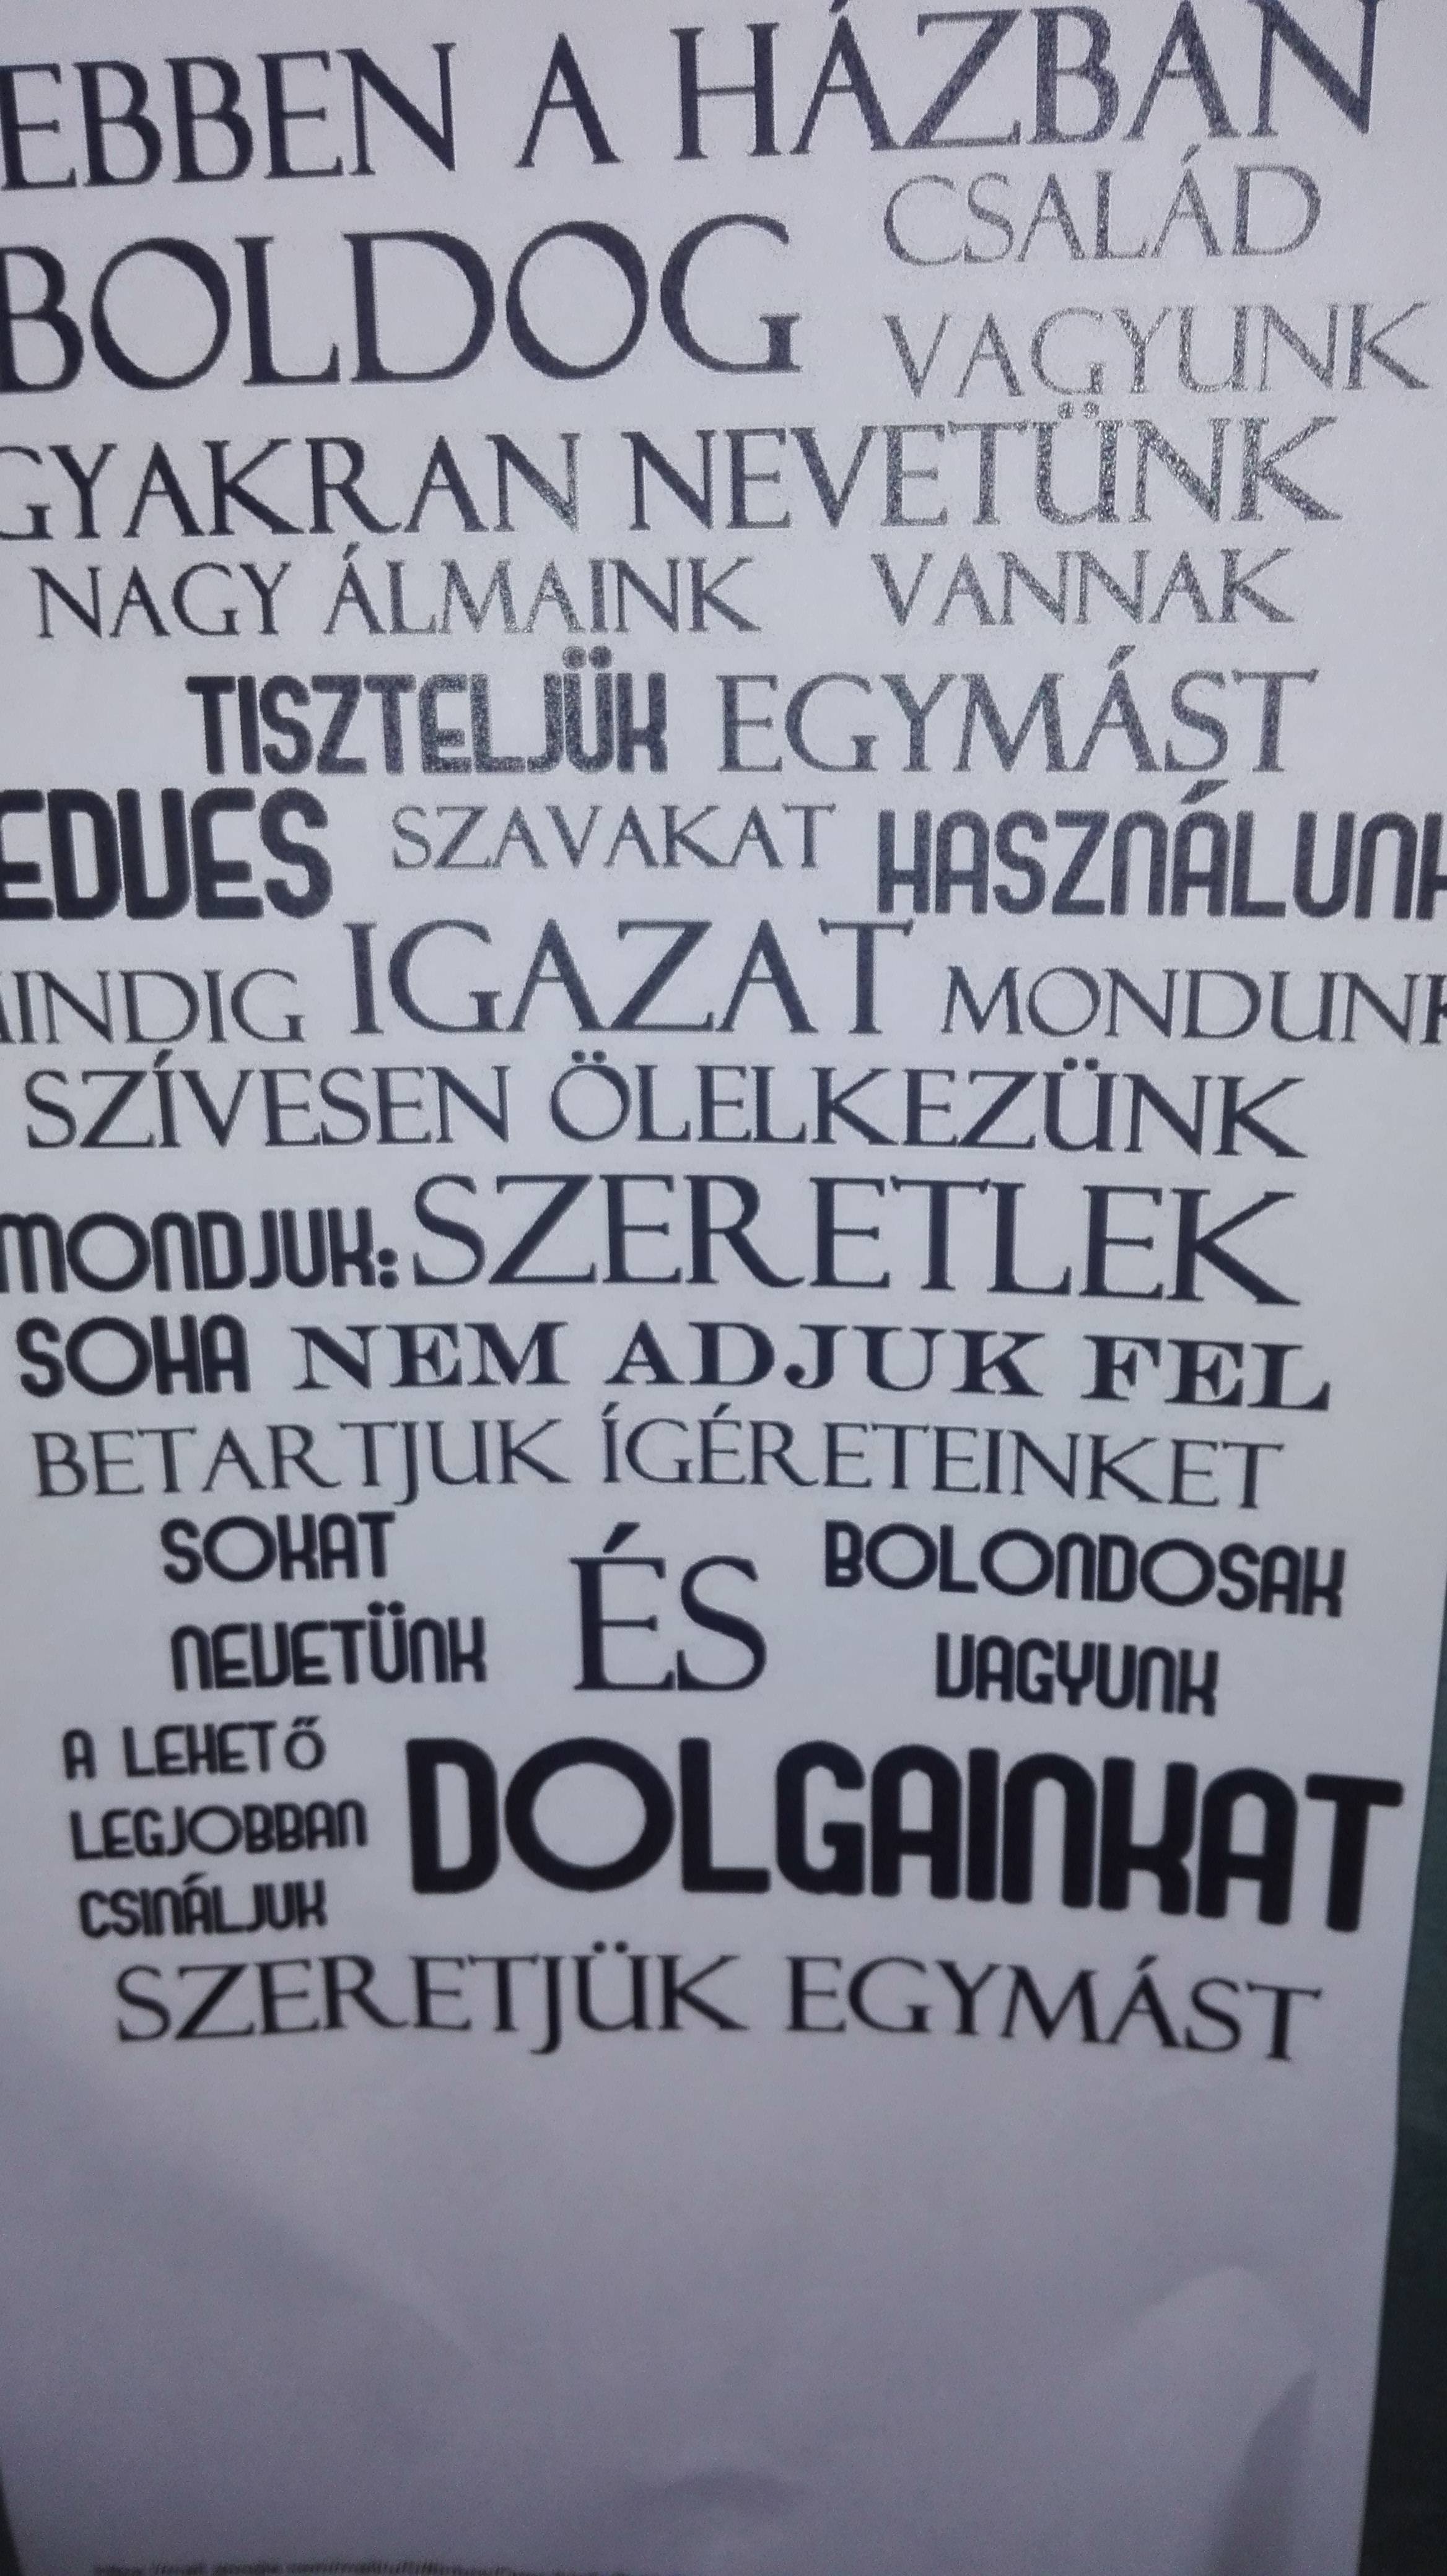 EBBEN A HÁZBAN
BOLDOG CSALÁD
VAGYUNK
GYAKRAN NEVETÜNK
NAGY ÁLMAINK VANNAK
TISZTELJÜK EGYMÁST
EDVES SZAVAKAT HASZNÁLUNK
INDIG IGAZAT MONDUNK
SZÍVESEN ÖLELKEZÜNK
MONDJUK: SZERETLEK
SOHA NEM ADJUK FEL
BETARTJUK ÍGÉRETEINKET
SOKAT
NEVETÜNK
ÉS
BOLONDOSAK
VAGYUNK
A LEHETŐ
LEGJOBBAN
CSINÁLJUK
DOLGAINKAT
SZERETJÜK EGYMÁST